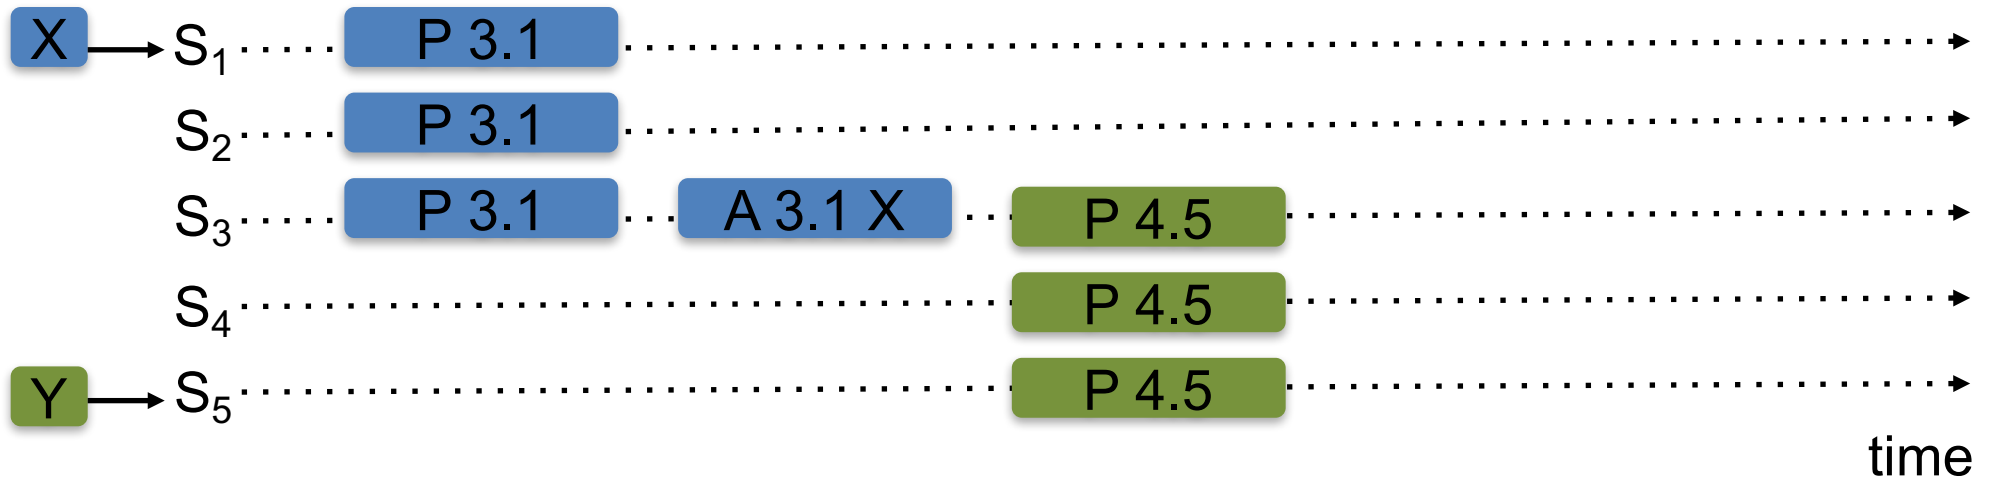 X S₁ P 3.1
S₂ P 3.1
S₃ P 3.1 A 3.1 X P 4.5
S₄ P 4.5
Y S₅ P 4.5
time